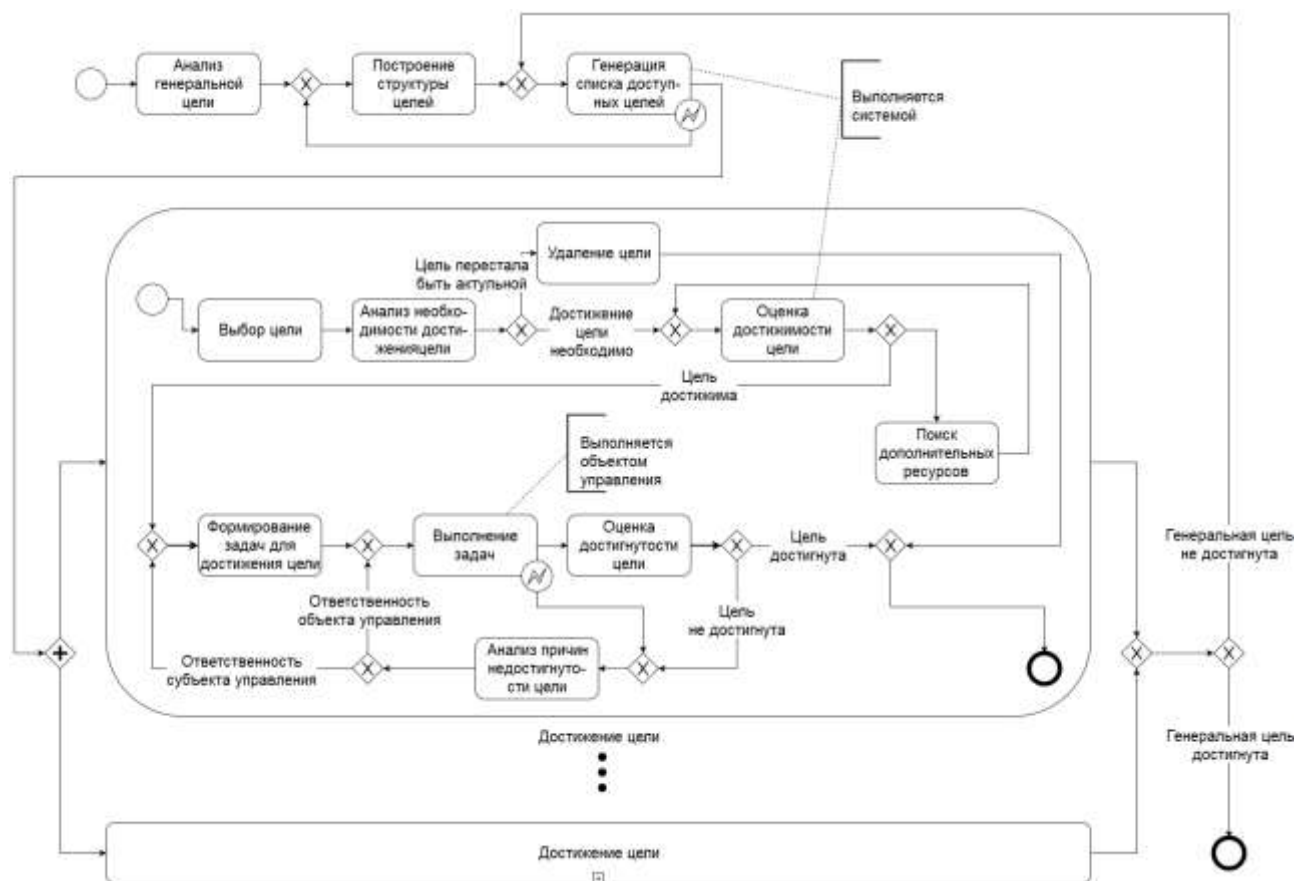 Анализ
генеральной
цели
Построение
структуры
целей
Генерация
списка доступ-
ных целей
Выполняется
системой
Удаление цели
Цель перестала
быть актульной
Выбор цели
Анализ необхо-
димости дости-
женияцели
Достижение
цели
необходимо
Оценка
достижимости
цели
Цель
достижима
Поиск
дополнительных
ресурсов
Выполняется
объектом
управления
Формирование
задач для
достижения цели
Выполнение
задач
Оценка
достигнутости
цели
Цель
достигнута
Генеральная цель
не достигнута
Ответственность
объекта управления
Цель
не достигнута
Ответственность
субъекта управления
Анализ причин
недостигнуто-
сти цели
Достижение цели
Генеральная цель
достигнута
Достижение цели